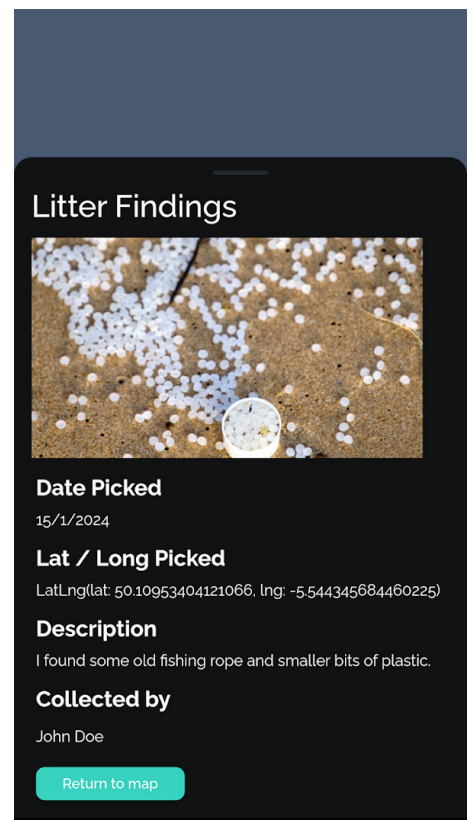 Litter Findings
Date Picked
15/1/2024
Lat / Long Picked
LatLng(lat: 50.10953404121066, lng: -5.544345684460225)
Description
I found some old fishing rope and smaller bits of plastic.
Collected by
John Doe
Return to map